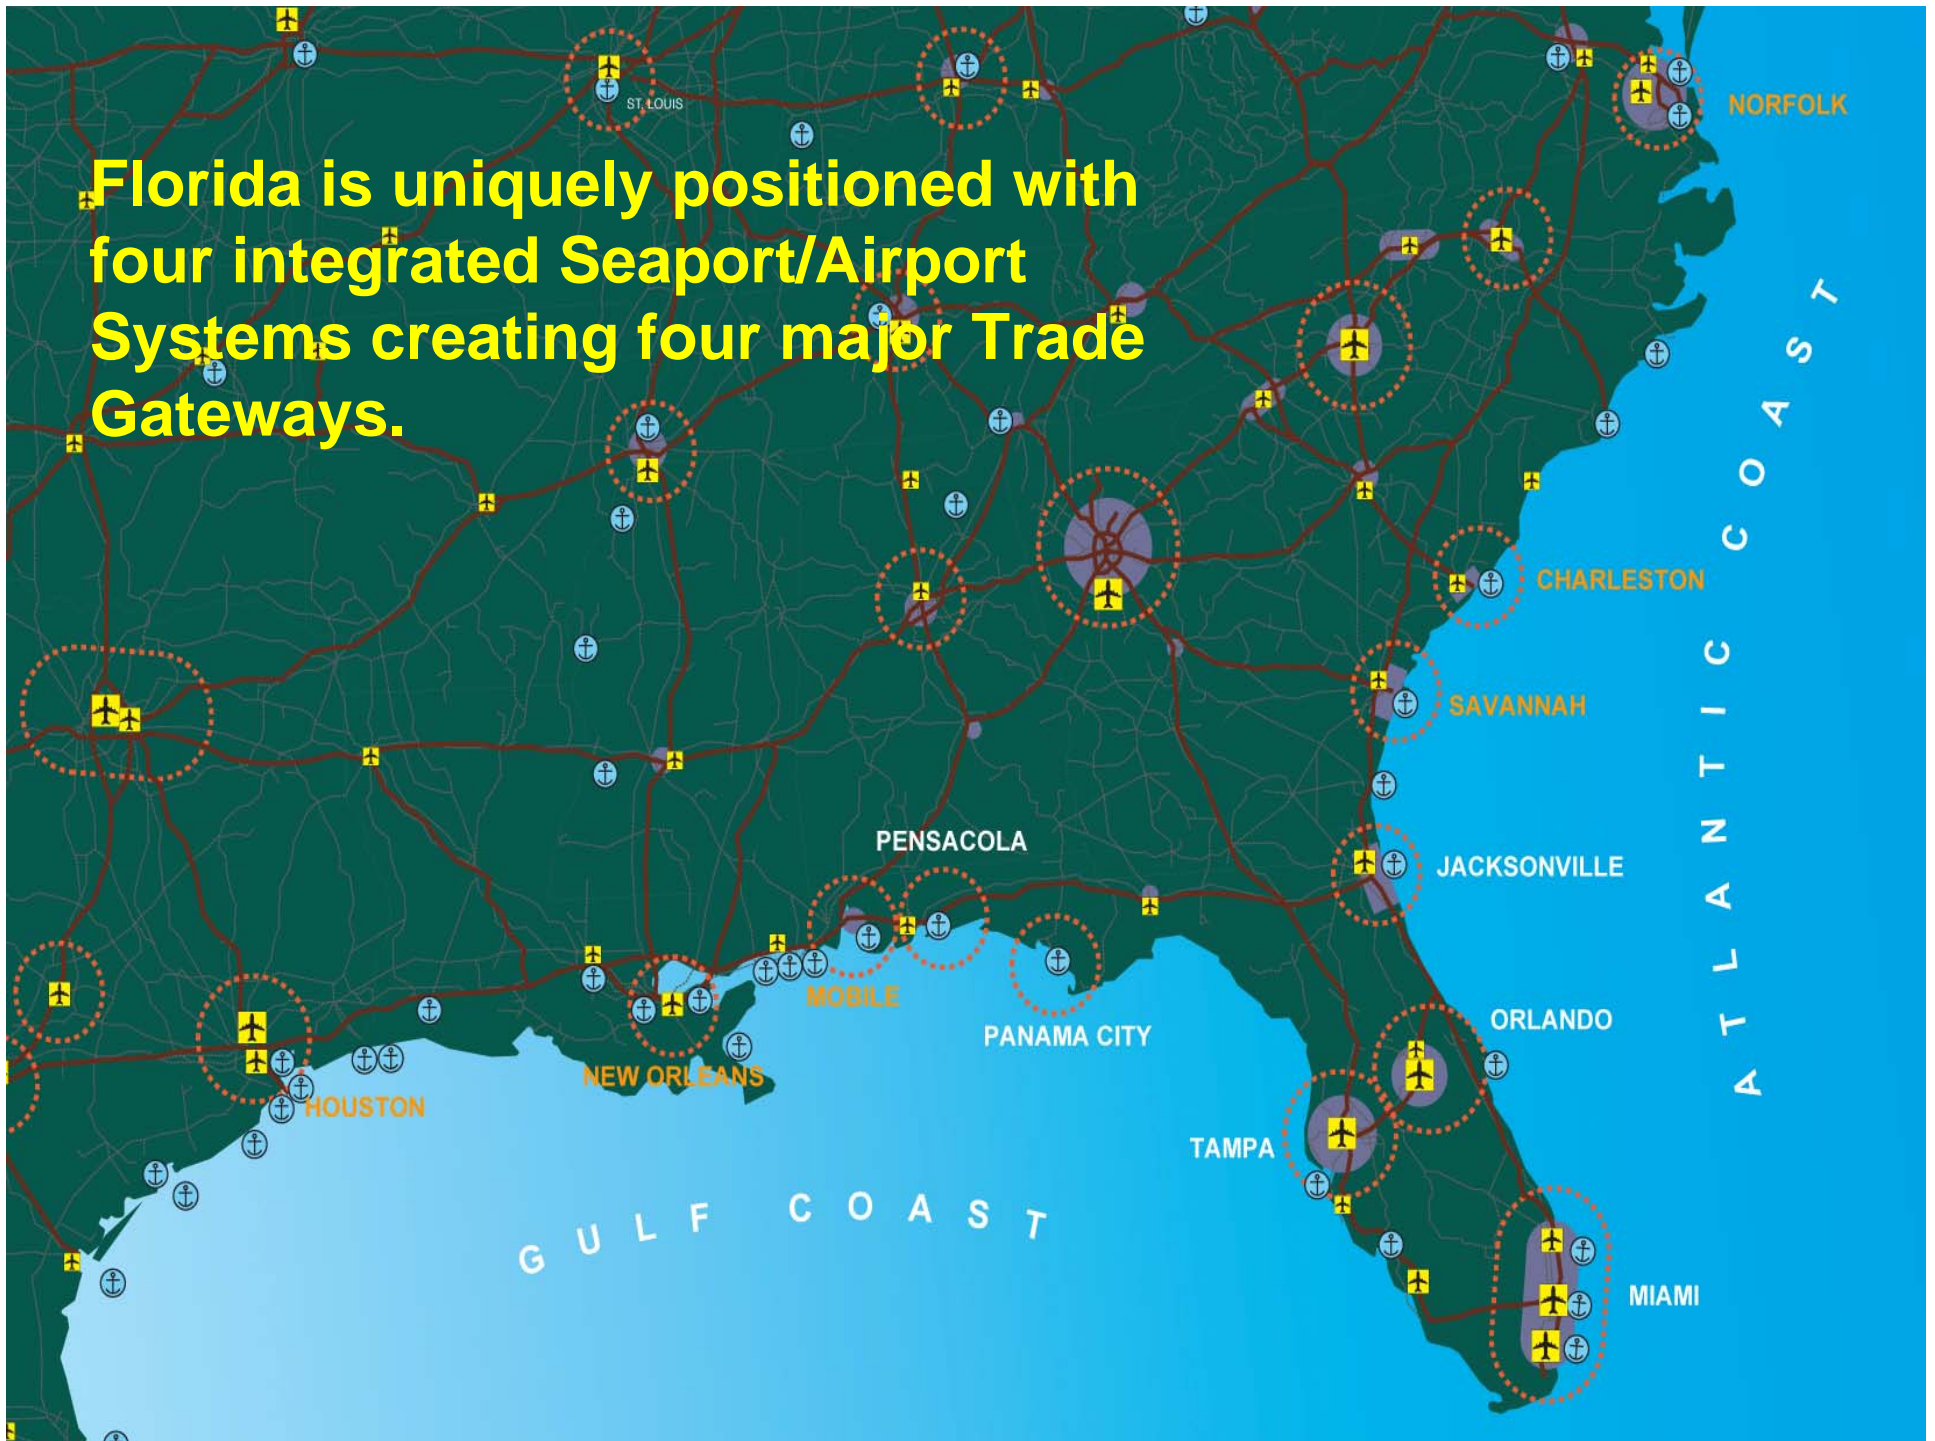 ST. LOUIS
NORFOLK
Florida is uniquely positioned with
four integrated Seaport/Airport
Systems creating four major Trade
Gateways.
CHARLESTON
SAVANNAH
ATLANTIC COAST
PENSACOLA
JACKSONVILLE
MOBILE
PANAMA CITY
ORLANDO
NEW ORLEANS
HOUSTON
TAMPA
GULF COAST
MIAMI